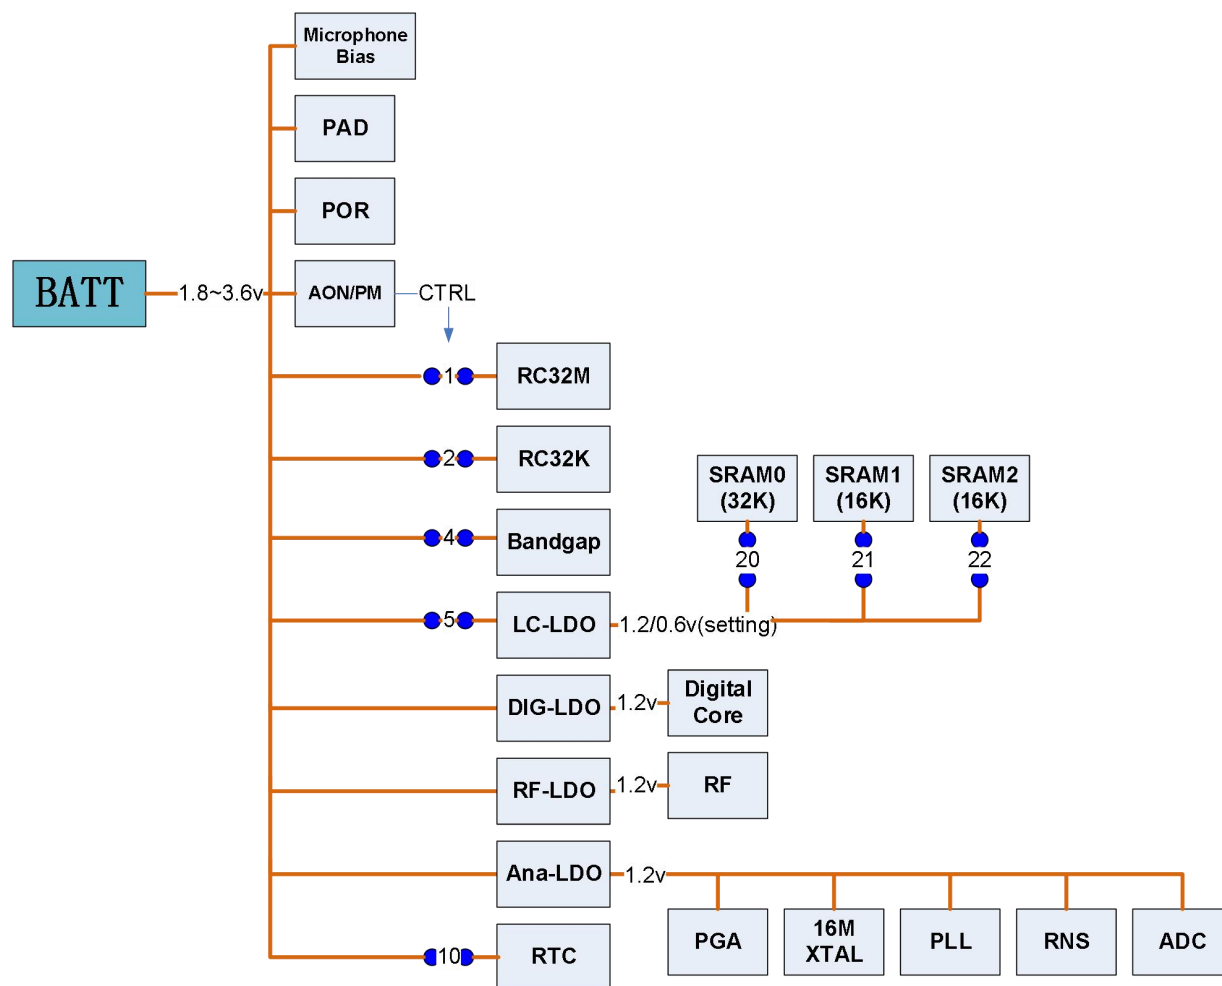 Microphone
Bias
PAD
POR
BATT
1.8~3.6v
AON/PM
CTRL
1
RC32M
2
RC32K
SRAM0
(32K)
SRAM1
(16K)
SRAM2
(16K)
4
Bandgap
20
21
22
5
LC-LDO
1.2/0.6v(setting)
DIG-LDO
1.2v
Digital
Core
RF-LDO
1.2v
RF
Ana-LDO
1.2v
PGA
16M
XTAL
PLL
RNS
ADC
10
RTC